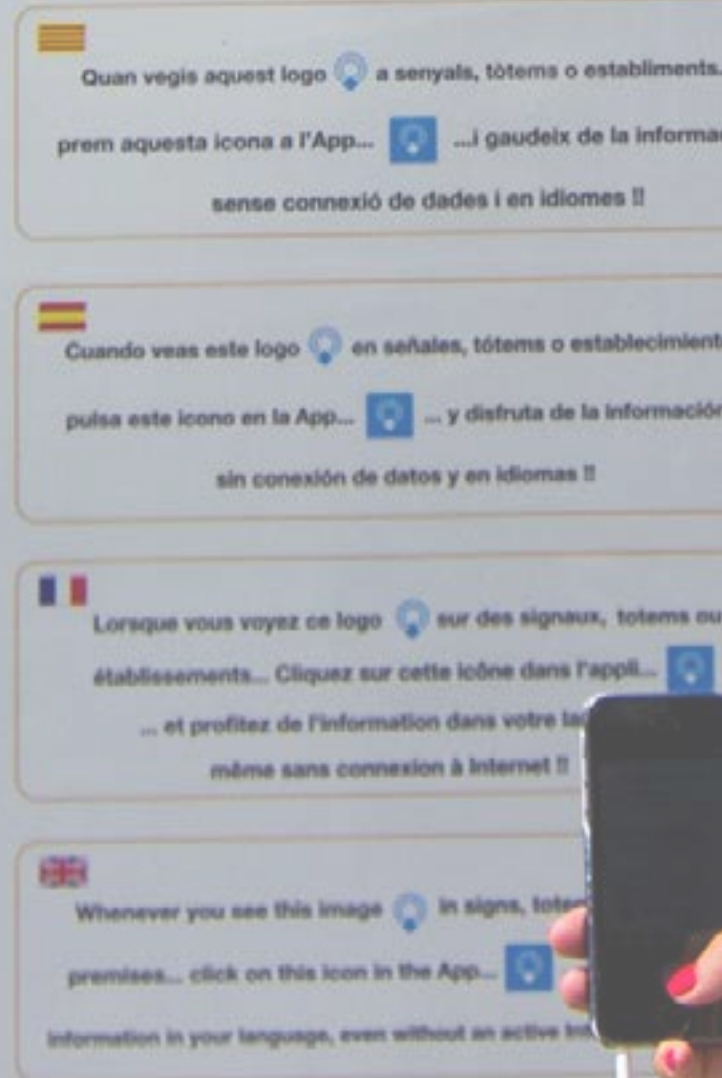 Quan vegis aquest logo a senyals, tòtems o establiments.
prem aquesta icona a l'App... ...i gaudeix de la informa
sense connexió de dades i en idiomes !!
Cuando veas este logo en señales, tótems o establecimient
pulsa este icono en la App... ... y disfruta de la información
sin conexión de datos y en idiomas !!
Lorsque vous voyez ce logo sur des signaux, totems ou
établissements... Cliquez sur cette icône dans l'appli...
... et profitez de l'information dans votre
même sans connexion à Internet !!
Whenever you see this image in signs,
premises... click on this icon in the App...
information in your language, even without an active